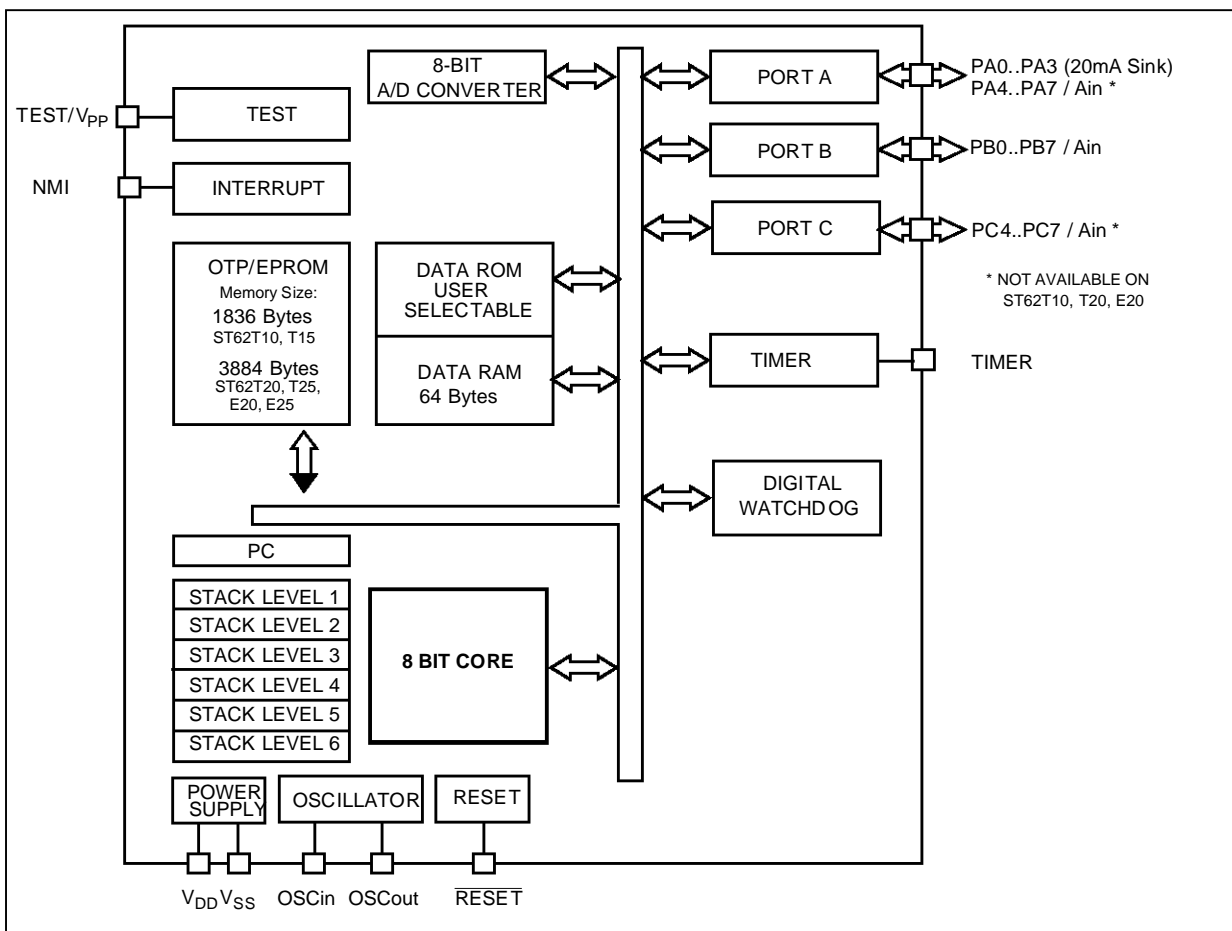 8-BIT
A/D CONVERTER
PORT A
PA0..PA3 (20mA Sink)
PA4..PA7 / Ain *
TEST/VPP
TEST
PORT B
PB0..PB7 / Ain
NMI
INTERRUPT
PORT C
PC4..PC7 / Ain *
OTP/EPROM
Memory Size:
1836 Bytes
ST62T10, T15
3884 Bytes
ST62T20, T25,
E20, E25
DATA ROM
USER
SELECTABLE
* NOT AVAILABLE ON
ST62T10, T20, E20
DATA RAM
64 Bytes
TIMER
TIMER
DIGITAL
WATCHDOG
PC
STACK LEVEL 1
STACK LEVEL 2
STACK LEVEL 3
STACK LEVEL 4
STACK LEVEL 5
STACK LEVEL 6
8 BIT CORE
POWER
SUPPLY
OSCILLATOR
RESET
VDD
VSS
OSCin
OSCout
RESET